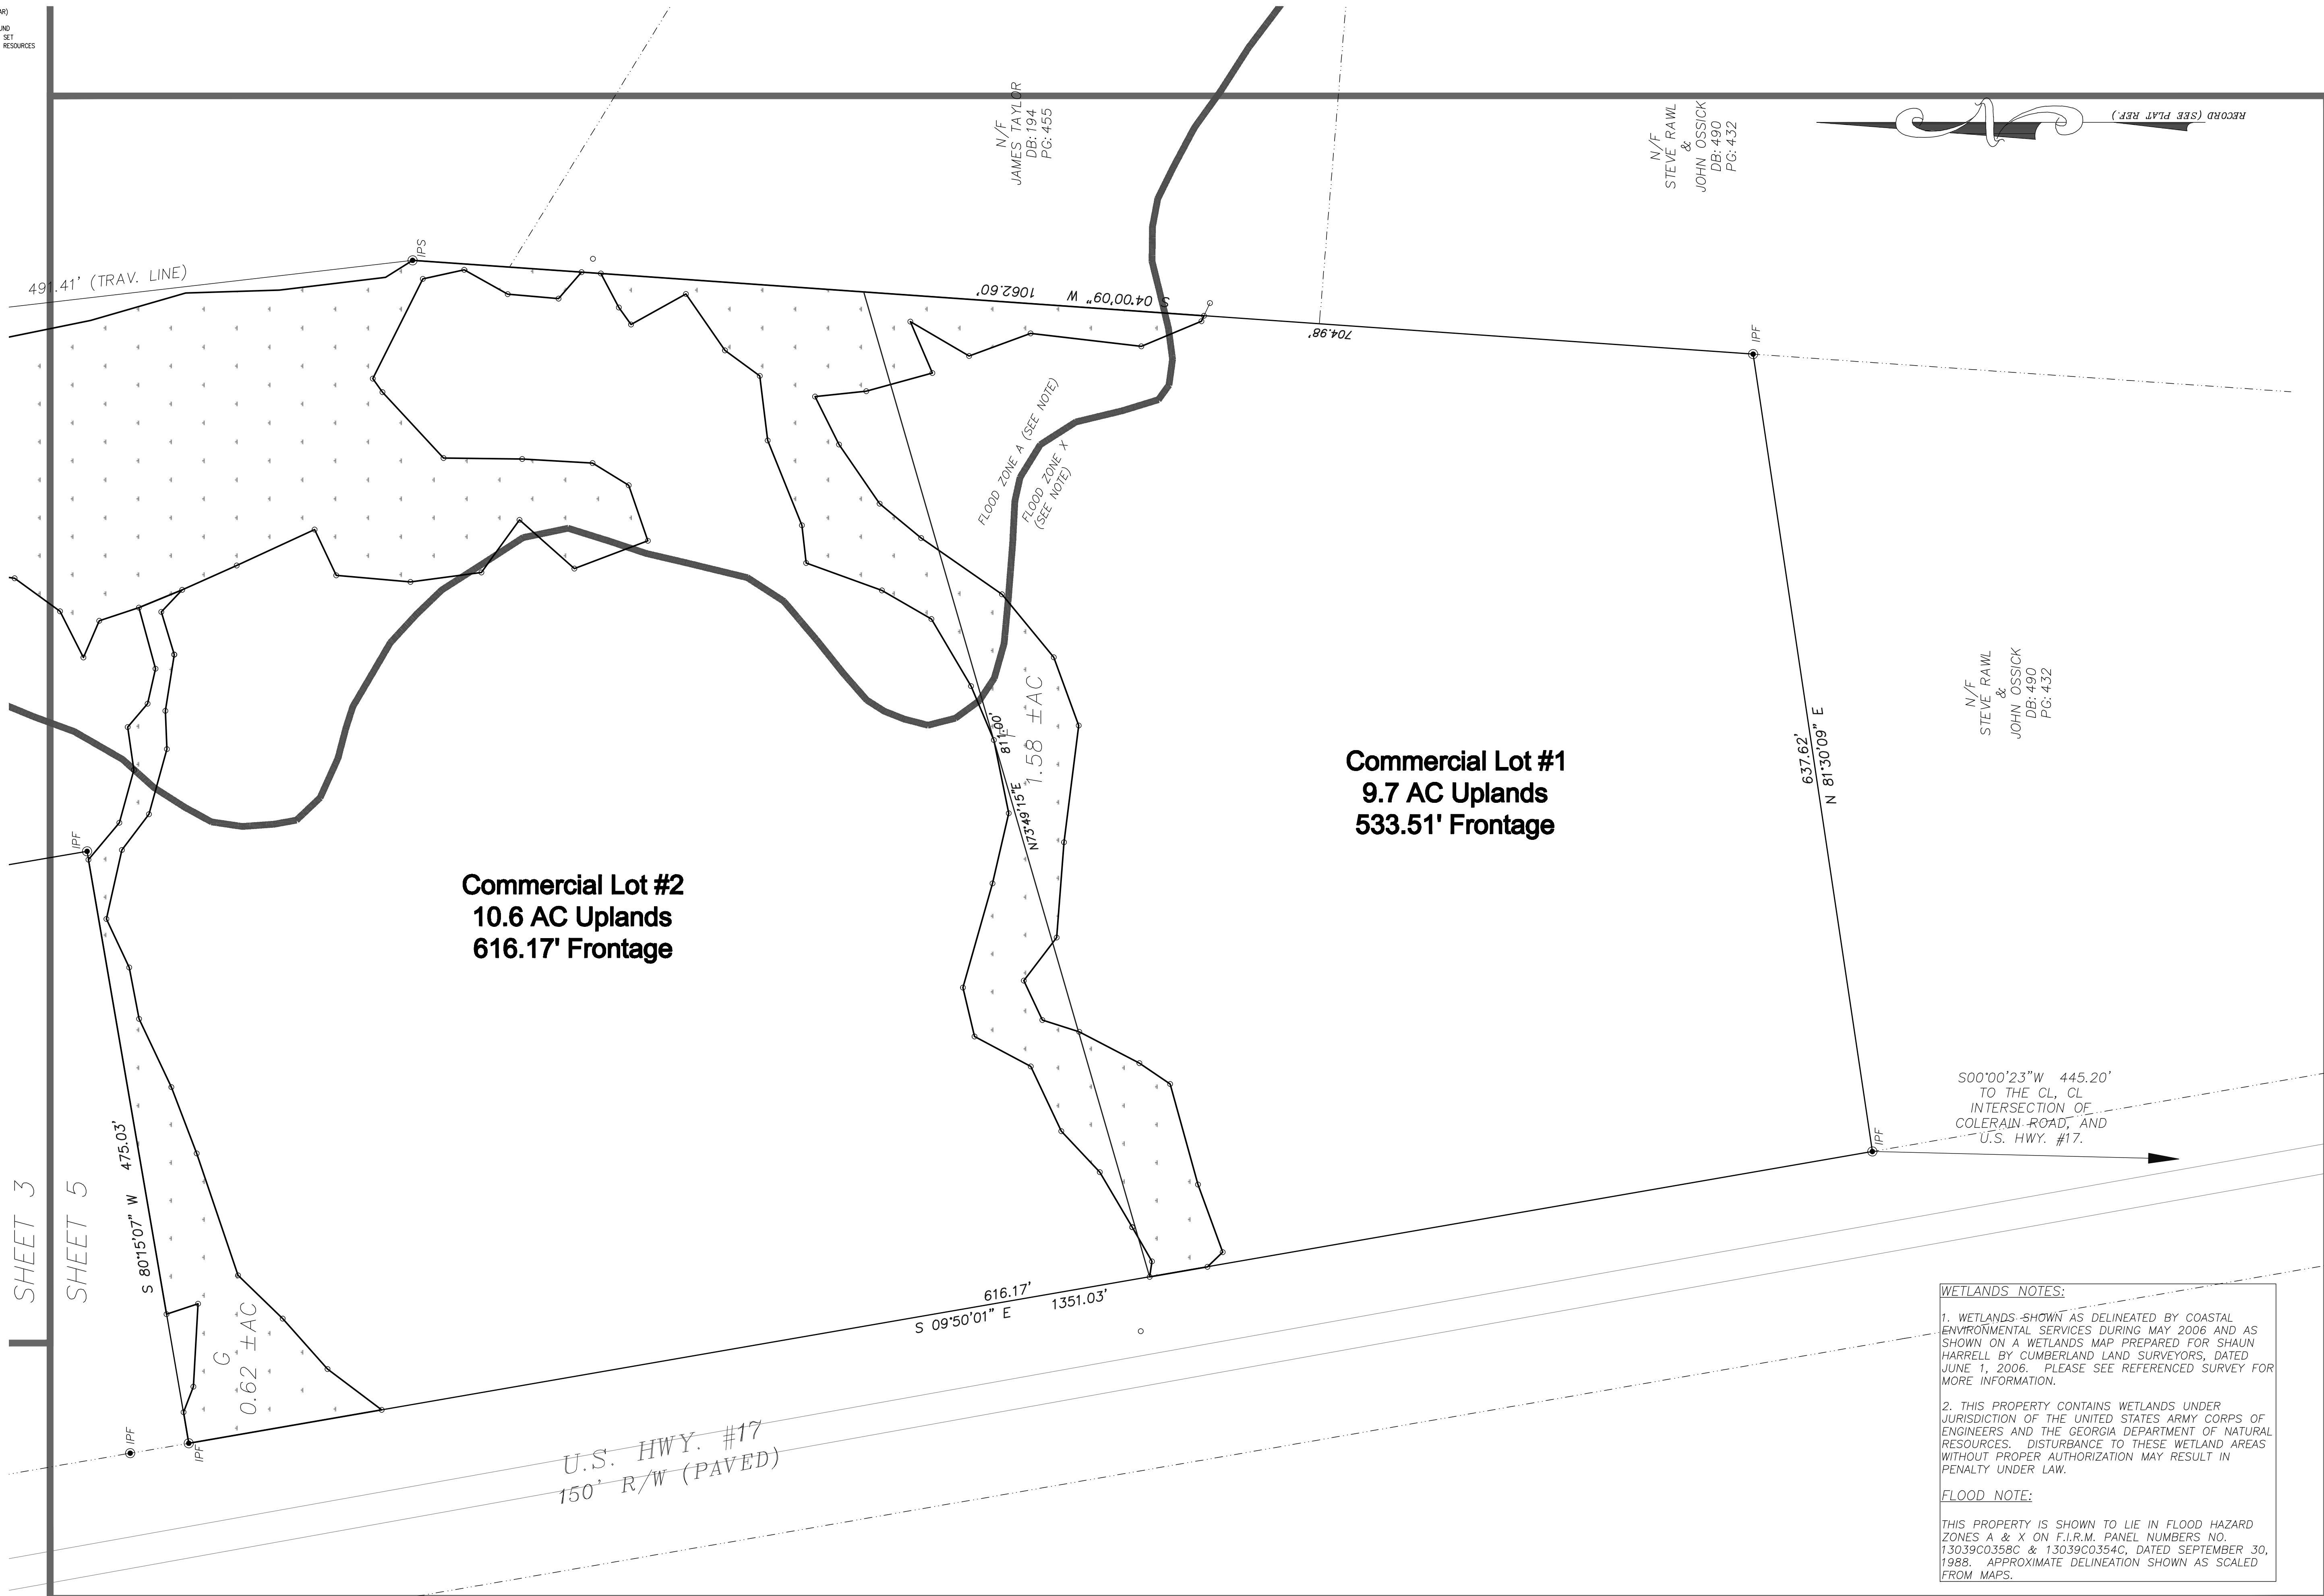 AR)
UND
SET
RESOURCES
N/F
JAMES TAYLOR
DB: 194
PG: 455
N/F
STEVE RAWL
&
JOHN OSSICK
DB: 490
PG: 432
RECORD (SEE PLAT REF.)
491.41' (TRAV. LINE)
IPS
S 04°00'09" W 1062.60'
704.98'
IPF
FLOOD ZONE A (SEE NOTE)
FLOOD ZONE X
(SEE NOTE)
N/F
STEVE RAWL
&
JOHN OSSICK
DB: 490
PG: 432
637.62'
N 81°30'09" E
811.00'
N73°49'15"E
1.58 ±AC
Commercial Lot #1
9.7 AC Uplands
533.51' Frontage
IPF
Commercial Lot #2
10.6 AC Uplands
616.17' Frontage
S00°00'23"W 445.20'
TO THE CL, CL
INTERSECTION OF
COLERAIN ROAD, AND
U.S. HWY. #17.
IPF
SHEET 3
SHEET 5
S 80°15'07" W 475.03'
616.17'
S 09°50'01" E 1351.03'
G
0.62 ±AC
IPF
IPF
U.S. HWY. #17
150' R/W (PAVED)
WETLANDS NOTES:
1. WETLANDS SHOWN AS DELINEATED BY COASTAL
ENVIRONMENTAL SERVICES DURING MAY 2006 AND AS
SHOWN ON A WETLANDS MAP PREPARED FOR SHAUN
HARRELL BY CUMBERLAND LAND SURVEYORS, DATED
JUNE 1, 2006. PLEASE SEE REFERENCED SURVEY FOR
MORE INFORMATION.
2. THIS PROPERTY CONTAINS WETLANDS UNDER
JURISDICTION OF THE UNITED STATES ARMY CORPS OF
ENGINEERS AND THE GEORGIA DEPARTMENT OF NATURAL
RESOURCES. DISTURBANCE TO THESE WETLAND AREAS
WITHOUT PROPER AUTHORIZATION MAY RESULT IN
PENALTY UNDER LAW.
FLOOD NOTE:
THIS PROPERTY IS SHOWN TO LIE IN FLOOD HAZARD
ZONES A & X ON F.I.R.M. PANEL NUMBERS NO.
13039C0358C & 13039C0354C, DATED SEPTEMBER 30,
1988. APPROXIMATE DELINEATION SHOWN AS SCALED
FROM MAPS.